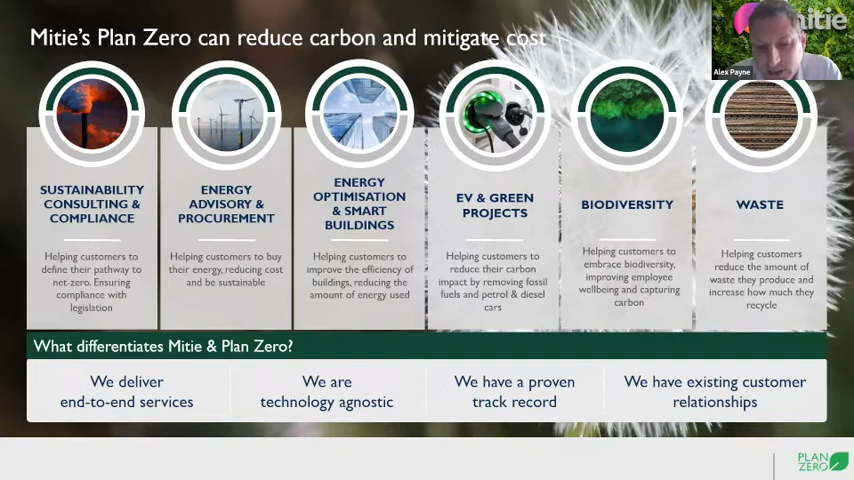 Mitie's Plan Zero can reduce carbon and mitigate cost
mitie
Alex Payne
SUSTAINABILITY
CONSULTING &
COMPLIANCE
Helping customers to
define their pathway to
net-zero. Ensuring
compliance with
legislation
ENERGY
ADVISORY &
PROCUREMENT
Helping customers to buy
their energy, reducing cost
and be sustainable
ENERGY
OPTIMISATION
& SMART
BUILDINGS
Helping customers to
improve the efficiency of
buildings, reducing the
amount of energy used
EV & GREEN
PROJECTS
Helping customers to
reduce their carbon
impact by removing fossil
fuels and petrol & diesel
cars
BIODIVERSITY
Helping customers to
embrace biodiversity,
improving employee
wellbeing and capturing
carbon
WASTE
Helping customers
reduce the amount of
waste they produce and
increase how much they
recycle
What differentiates Mitie & Plan Zero?
We deliver
end-to-end services
We are
technology agnostic
We have a proven
track record
We have existing customer
relationships
PLAN
ZERO